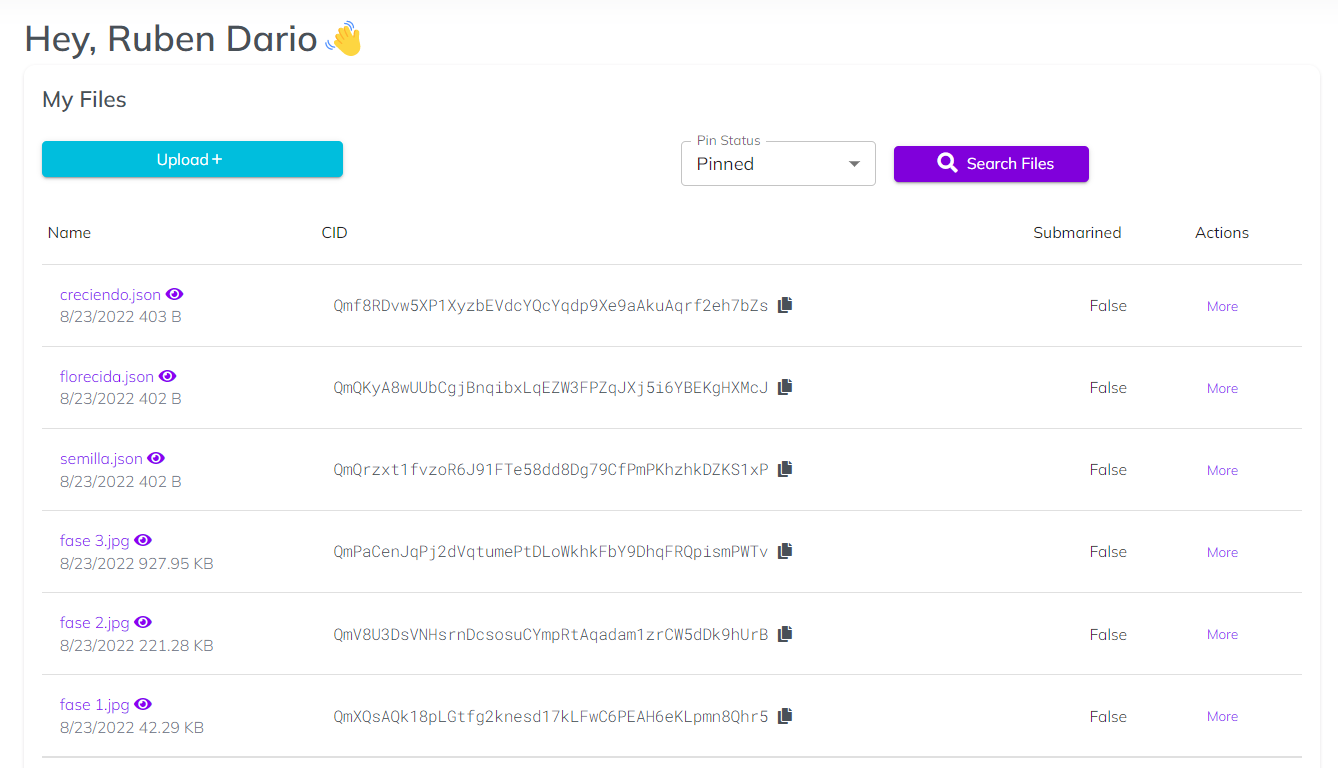 Hey, Ruben Dario 👋
My Files
Upload +
Pin Status
Pinned
Search Files
Name CID Submarined Actions
creciendo.json
8/23/2022 403 B
Qmf8RDvw5XP1XyzbEVdcYQcYqdp9Xe9aAkuAqrf2eh7bZs False More
florecida.json
8/23/2022 402 B
QmQKyA8wUUbCgjBnqibxLqEZW3FPZqJXj5i6YBEKgHXMcJ False More
semilla.json
8/23/2022 402 B
QmQrzxt1fvzoR6J91FTe58dd8Dg79CfPmPKhzhkDZKS1xP False More
fase 3.jpg
8/23/2022 927.95 KB
QmPaCenJqPj2dVqtumePtDLoWkhkFbY9DhqFRQpismPWTv False More
fase 2.jpg
8/23/2022 221.28 KB
QmV8U3DsVNHsrnDcsosuCYmpRtAqadam1zrCW5dDk9hUrB False More
fase 1.jpg
8/23/2022 42.29 KB
QmXQsAQk18pLGtfg2knesd17kLFwC6PEAH6eKLpmn8Qhr5 False More